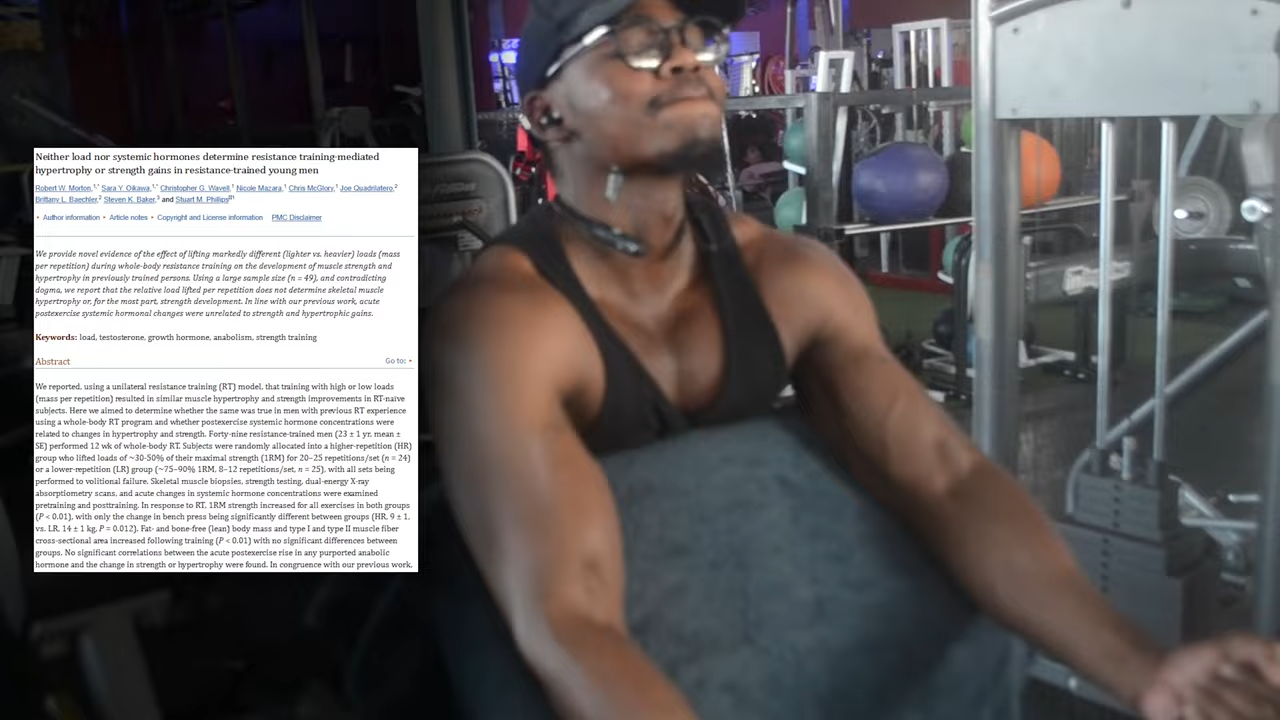 Neither load nor systemic hormones determine resistance training-mediated
hypertrophy or strength gains in resistance-trained young men
Robert W. Morton,1,* Sara Y. Oikawa,1,* Christopher G. Wavell,1 Nicole Mazara,1 Chris McGlory,1 Joe Quadrilatero,2
Brittany L. Baechler,2 Steven K. Baker,3 and Stuart M. Phillips1
• Author information • Article notes • Copyright and License information PMC Disclaimer
We provide novel evidence of the effect of lifting markedly different (lighter vs. heavier) loads (mass
per repetition) during whole-body resistance training on the development of muscle strength and
hypertrophy in previously trained persons. Using a large sample size (n = 49), and contradicting
dogma, we report that the relative load lifted per repetition does not determine skeletal muscle
hypertrophy or, for the most part, strength development. In line with our previous work, acute
postexercise systemic hormonal changes were unrelated to strength and hypertrophic gains.
Keywords: load, testosterone, growth hormone, anabolism, strength training
Abstract Go to: •
We reported, using a unilateral resistance training (RT) model, that training with high or low loads
(mass per repetition) resulted in similar muscle hypertrophy and strength improvements in RT-naive
subjects. Here we aimed to determine whether the same was true in men with previous RT experience
using a whole-body RT program and whether postexercise systemic hormone concentrations were
related to changes in hypertrophy and strength. Forty-nine resistance-trained men (23 ± 1 yr, mean ±
SE) performed 12 wk of whole-body RT. Subjects were randomly allocated into a higher-repetition (HR)
group who lifted loads of ~30-50% of their maximal strength (1RM) for 20–25 repetitions/set (n = 24)
or a lower-repetition (LR) group (~75–90% 1RM, 8–12 repetitions/set, n = 25), with all sets being
performed to volitional failure. Skeletal muscle biopsies, strength testing, dual-energy X-ray
absorptiometry scans, and acute changes in systemic hormone concentrations were examined
pretraining and posttraining. In response to RT, 1RM strength increased for all exercises in both groups
(P < 0.01), with only the change in bench press being significantly different between groups (HR, 9 ± 1,
vs. LR, 14 ± 1 kg, P = 0.012). Fat- and bone-free (lean) body mass and type I and type II muscle fiber
cross-sectional area increased following training (P < 0.01) with no significant differences between
groups. No significant correlations between the acute postexercise rise in any purported anabolic
hormone and the change in strength or hypertrophy were found. In congruence with our previous work,